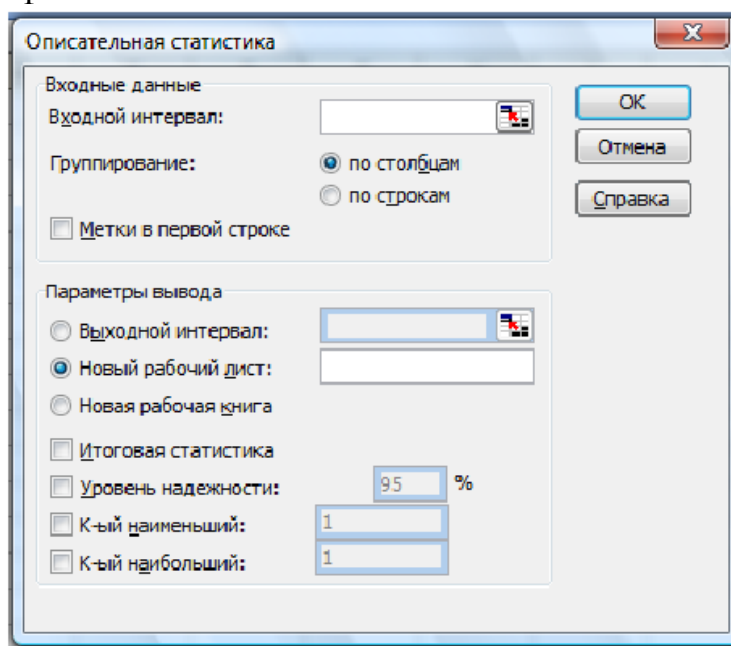 Описательная статистика
Входные данные
Входной интервал:
ОК
Отмена
Группирование:
по столбцам
по строкам
Справка
Метки в первой строке
Параметры вывода
Выходной интервал:
Новый рабочий лист:
Новая рабочая книга
Итоговая статистика
Уровень надежности: 95 %
К-ый наименьший: 1
К-ый наибольший: 1